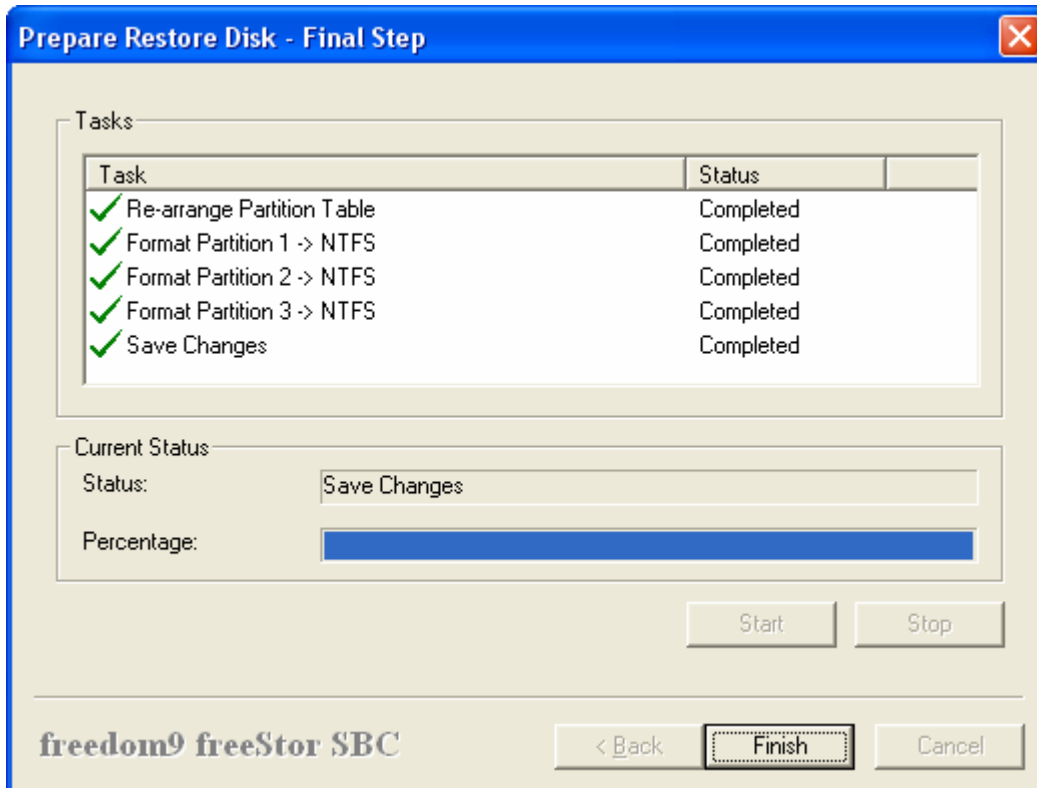 Prepare Restore Disk - Final Step
Tasks
Task Status
Re-arrange Partition Table Completed
Format Partition 1 -> NTFS Completed
Format Partition 2 -> NTFS Completed
Format Partition 3 -> NTFS Completed
Save Changes Completed
Current Status
Status: Save Changes
Percentage:
Start Stop
freedom9 freeStor SBC < Back Finish Cancel